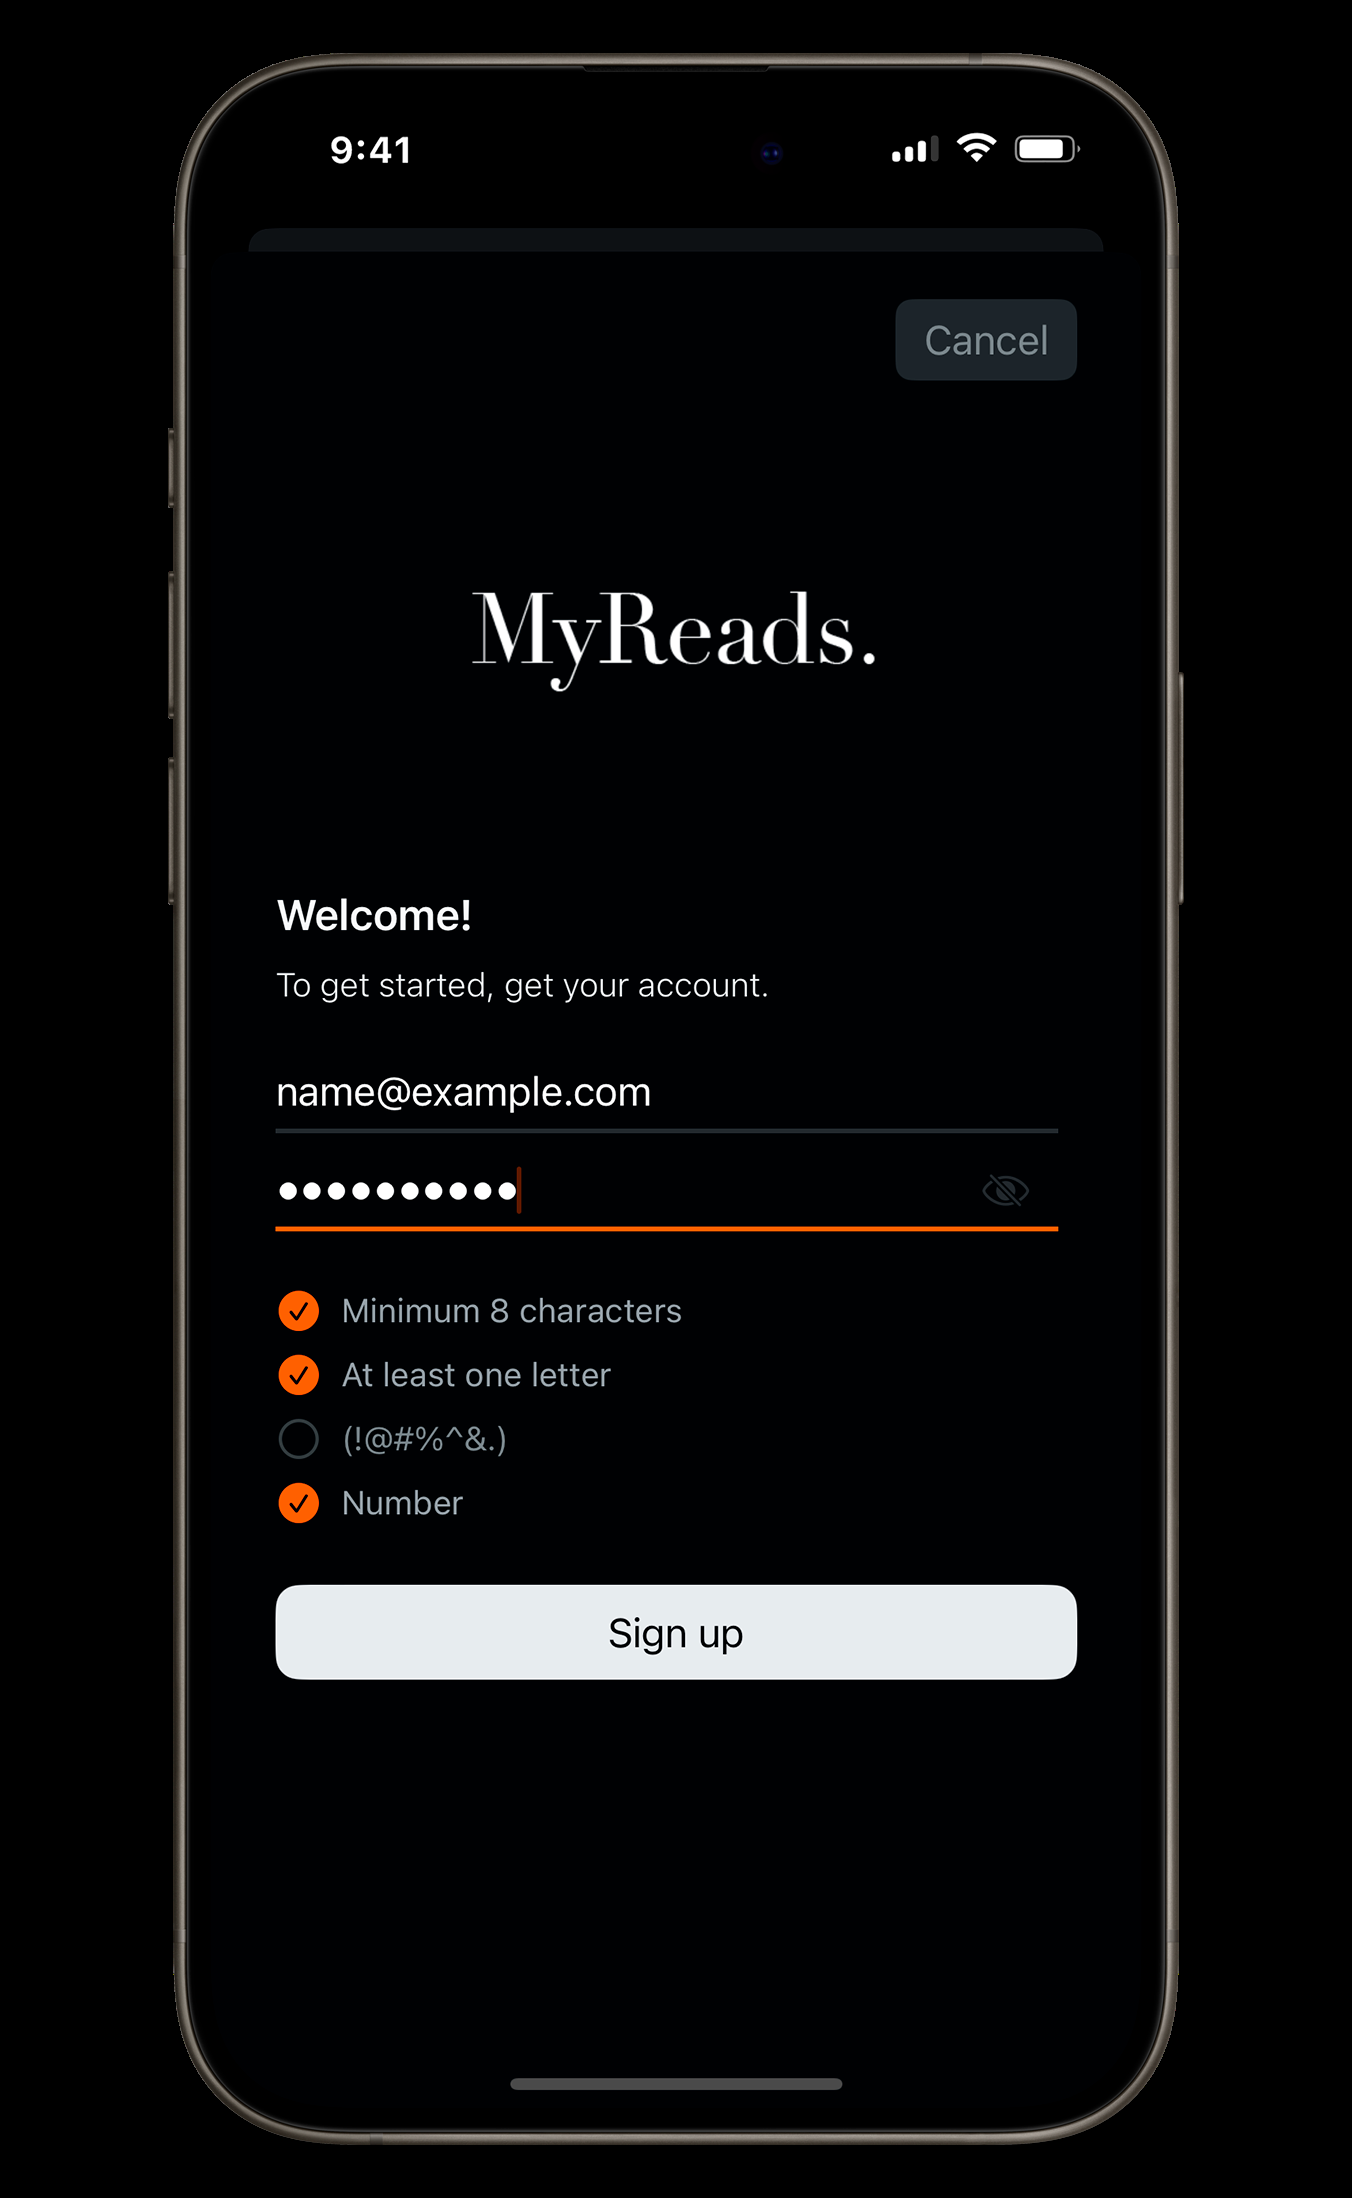 9:41
Cancel
MyReads.
Welcome!
To get started, get your account.
name@example.com
••••••••••
Minimum 8 characters
At least one letter
(!@#%^&.)
Number
Sign up